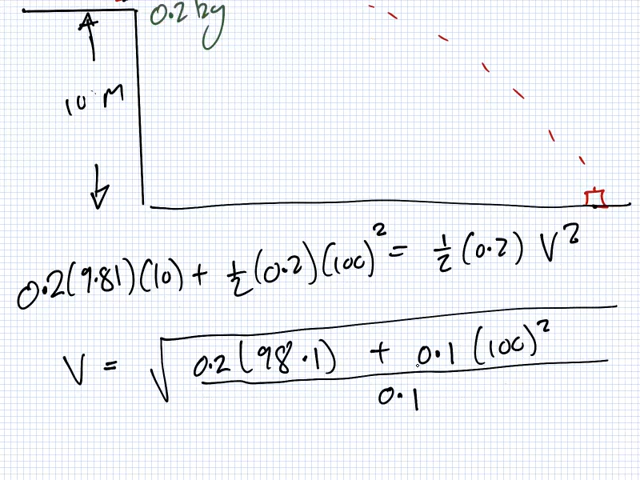 0.2 kg
10 M
0.2(9.81)(10) + ½(0.2)(100)² = ½(0.2) V²
V = √((0.2(98.1) + 0.1(100)²)/0.1)